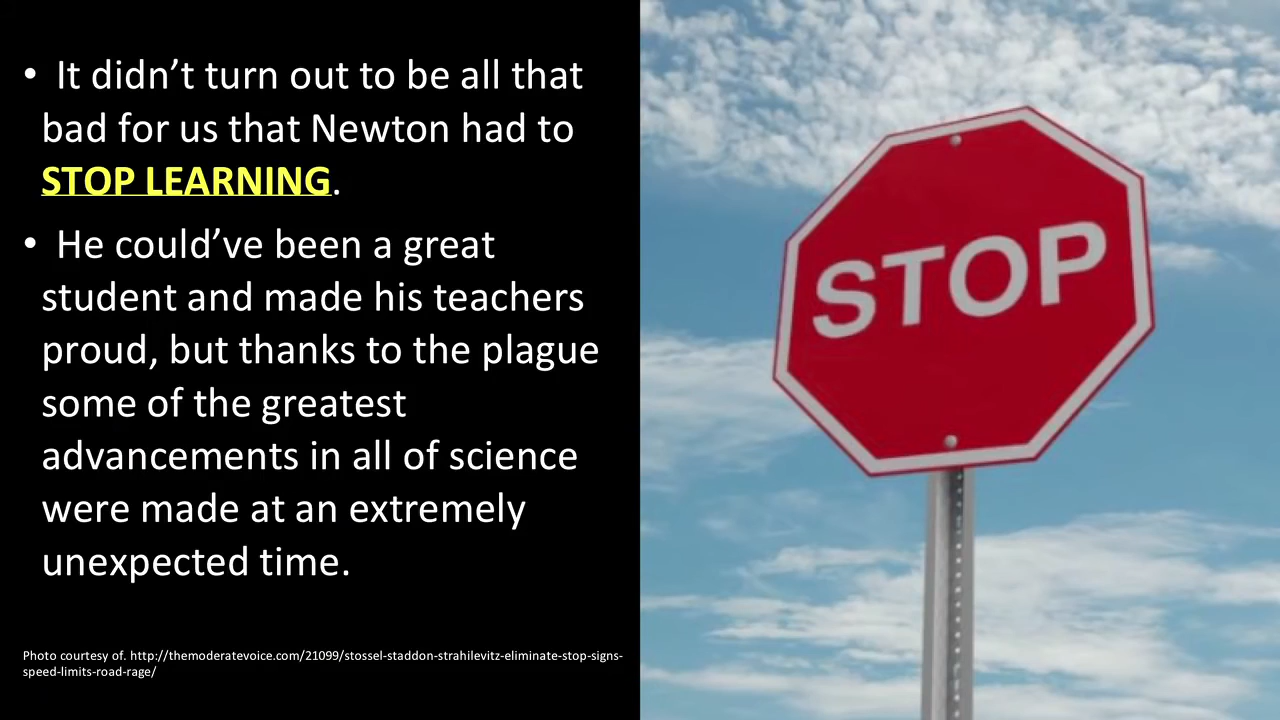 • It didn’t turn out to be all that
bad for us that Newton had to
STOP LEARNING.
• He could’ve been a great
student and made his teachers
proud, but thanks to the plague
some of the greatest
advancements in all of science
were made at an extremely
unexpected time.
Photo courtesy of. http://themoderatevoice.com/21099/stossel-staddon-strahilevitz-eliminate-stop-signs-
speed-limits-road-rage/
STOP